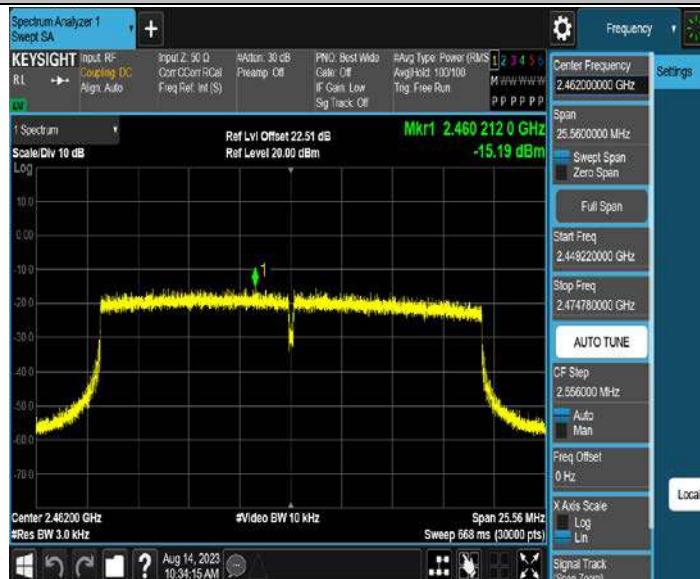 Spectrum Analyzer 1
Swept SA
+
Frequency
KEYSIGHT
RL
Input: RF
Coupling: DC
Align: Auto
Input Z: 50 Ω
Corr CCorr RCal
Freq Ref: Int (S)
#Atten: 30 dB
Preamp: Off
PNO: Best Wide
Gate: Off
IF Gain: Low
Sig Track: Off
#Avg Type: Power (RMS
Avg|Hold: 100/100
Trig: Free Run
1 2 3 4 5 6
M W W W W W
P P P P P P
1 Spectrum
Scale/Div 10 dB
Log
Ref Lvl Offset 22.51 dB
Ref Level 20.00 dBm
Mkr1 2.460 212 0 GHz
-15.19 dBm
10.0
0.00
-10.0
-20.0
-30.0
-40.0
-50.0
-60.0
-70.0
1
Center 2.46200 GHz
#Res BW 3.0 kHz
#Video BW 10 kHz
Span 25.56 MHz
Sweep 668 ms (30000 pts)
Aug 14, 2023
10:34:15 AM
?
Center Frequency
2.462000000 GHz
Settings
Span
25.5600000 MHz
Swept Span
Zero Span
Full Span
Start Freq
2.449220000 GHz
Stop Freq
2.474780000 GHz
AUTO TUNE
CF Step
2.556000 MHz
Auto
Man
Freq Offset
0 Hz
X Axis Scale
Log
Lin
Local
Signal Track
(Span Zoom)